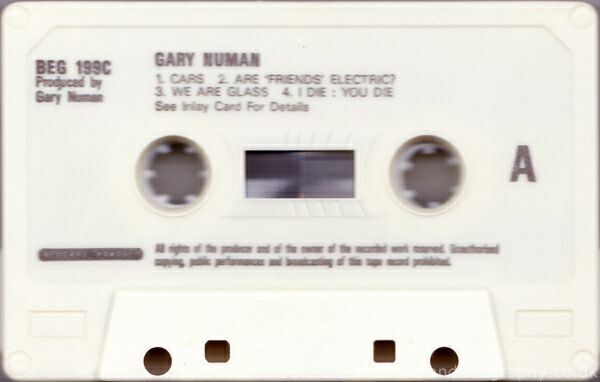 BEG 199C
Produced by
Gary Numan
GARY NUMAN
1. CARS 2. ARE 'FRIENDS' ELECTRIC?
3. WE ARE GLASS 4. I DIE : YOU DIE
See Inlay Card For Details
A
All rights of the producer and of the owner of the recorded work reserved. Unauthorised
copying, public performances and broadcasting of this tape record prohibited.